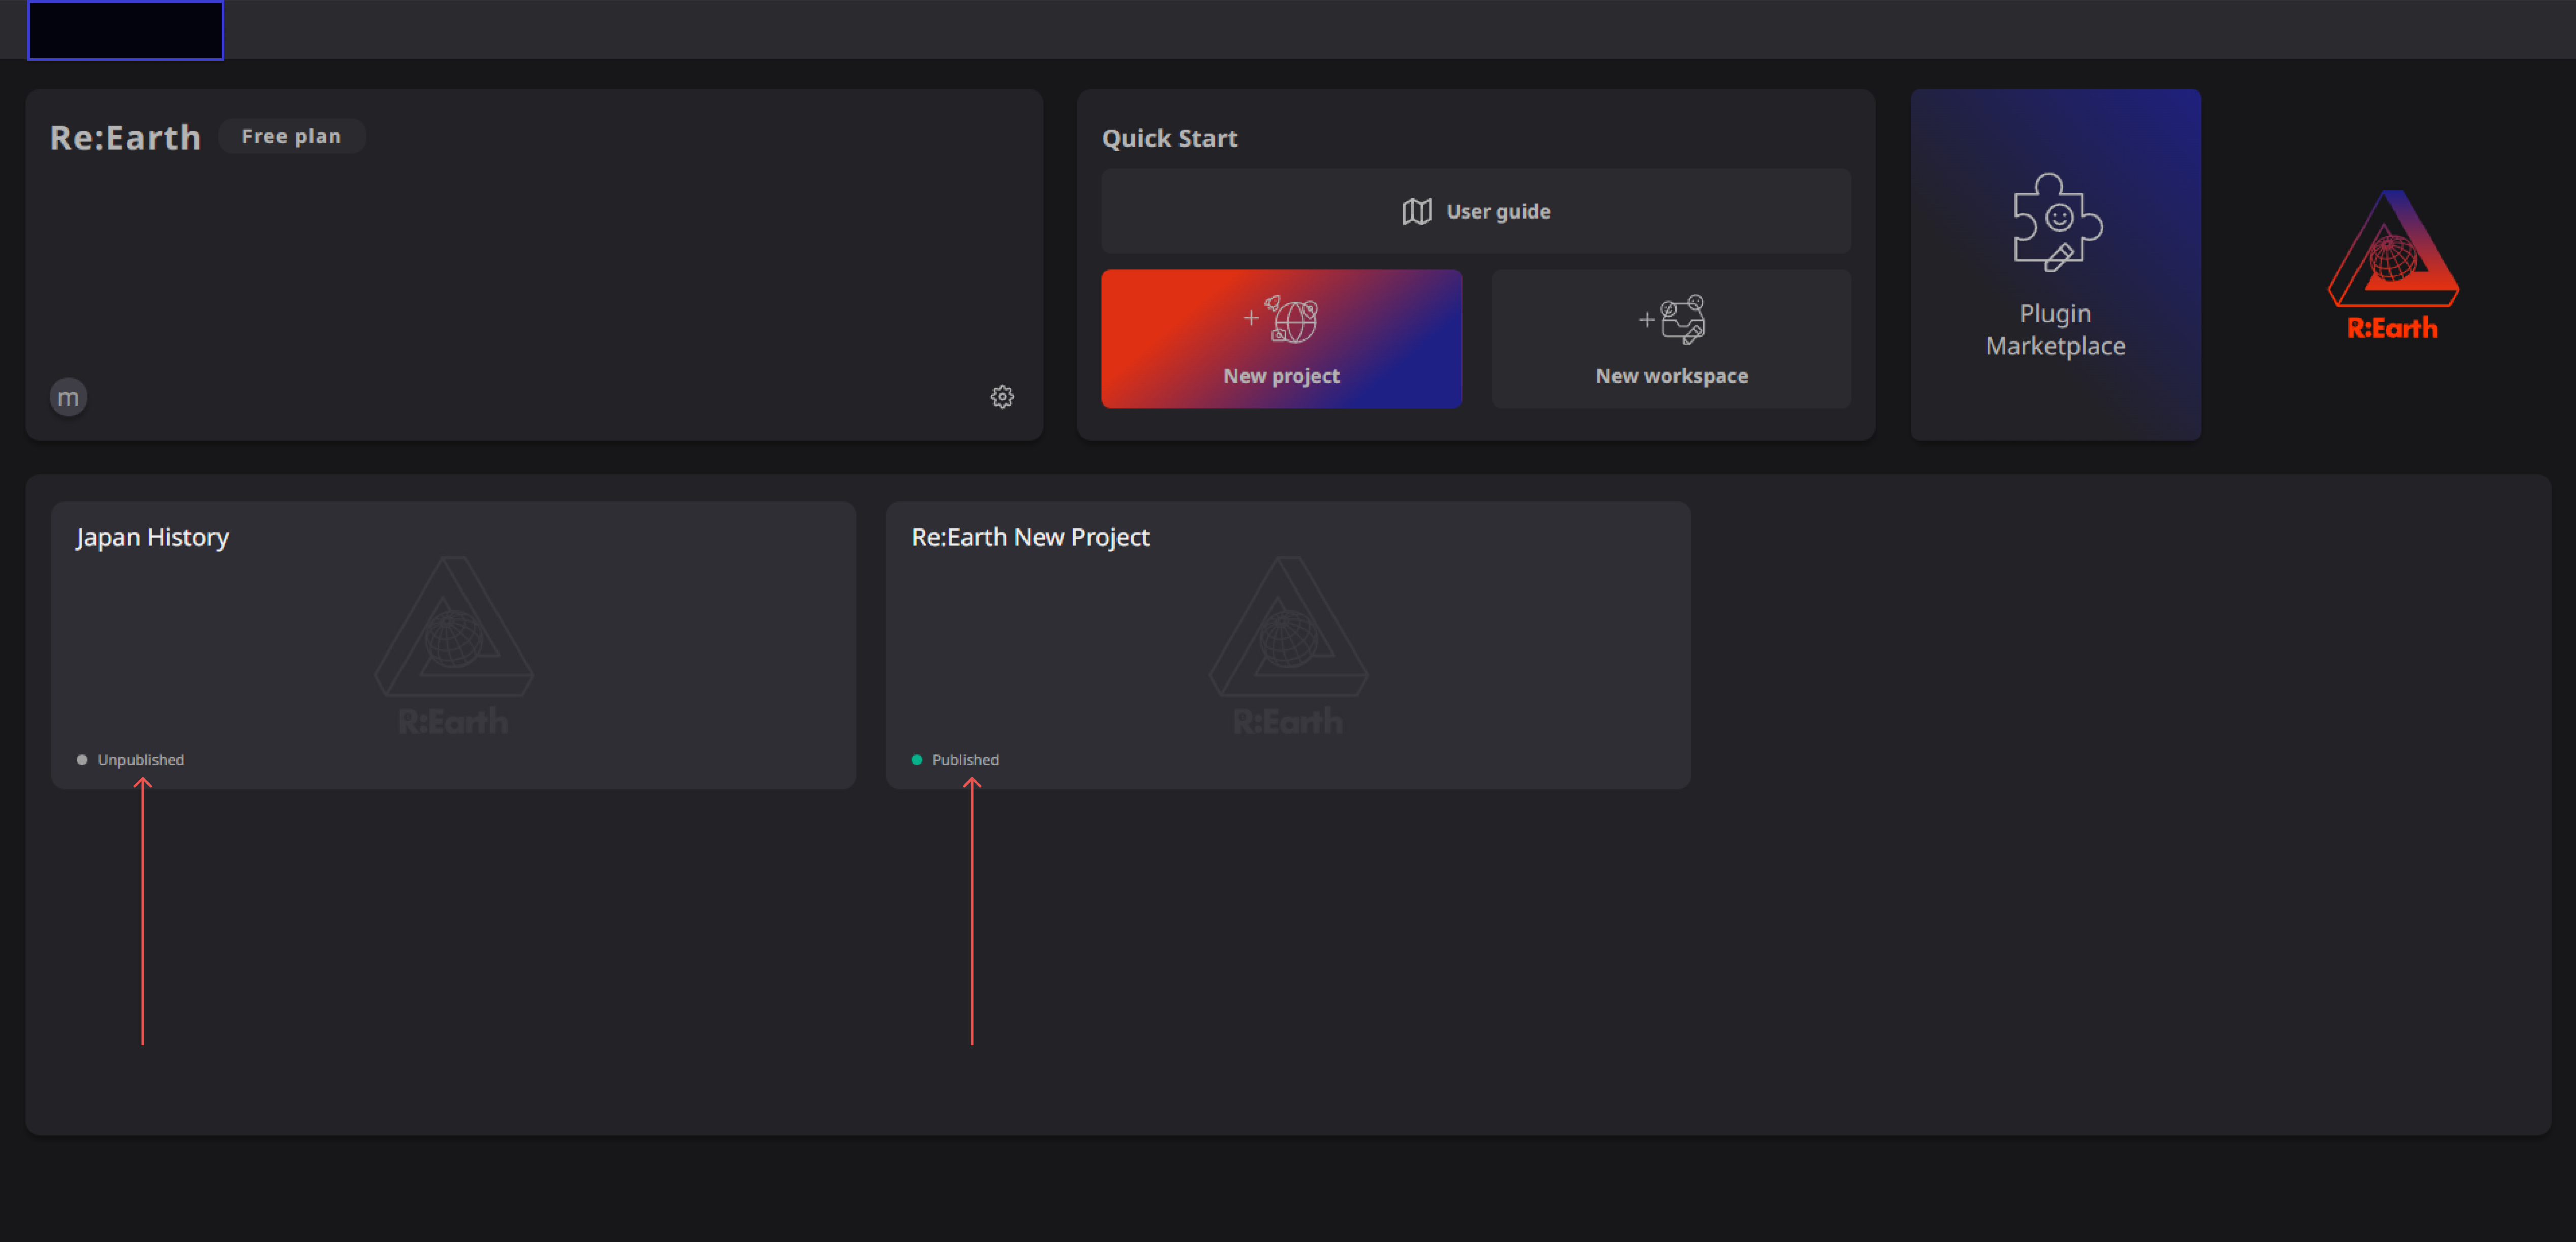 Re:Earth
Free plan
m
Quick Start
User guide
New project
New workspace
Plugin
Marketplace
R:Earth
Japan History
R:Earth
Unpublished
Re:Earth New Project
R:Earth
Published